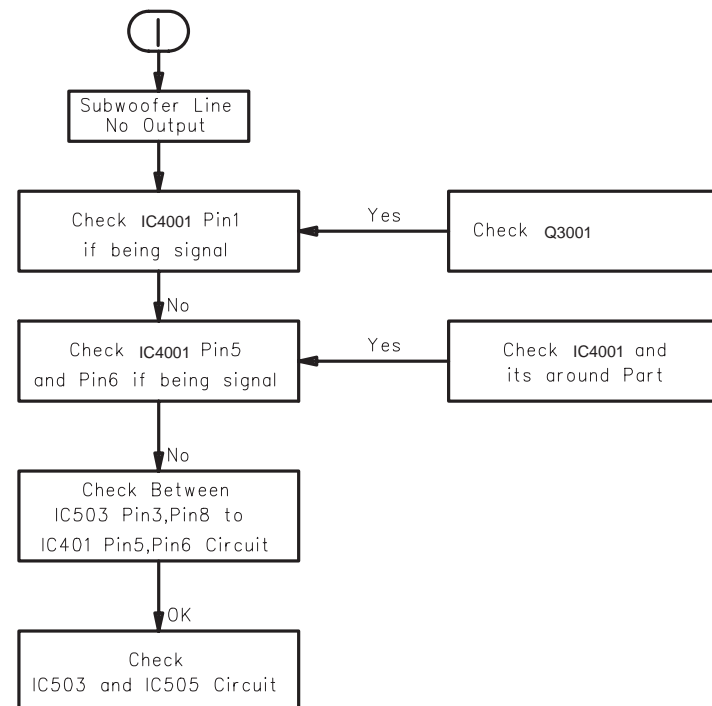 I
Subwoofer Line
No Output
Check IC4001 Pin1
if being signal
Yes
Check Q3001
No
Check IC4001 Pin5
and Pin6 if being signal
Yes
Check IC4001 and
its around Part
No
Check Between
IC503 Pin3,Pin8 to
IC401 Pin5,Pin6 Circuit
OK
Check
IC503 and IC505 Circuit